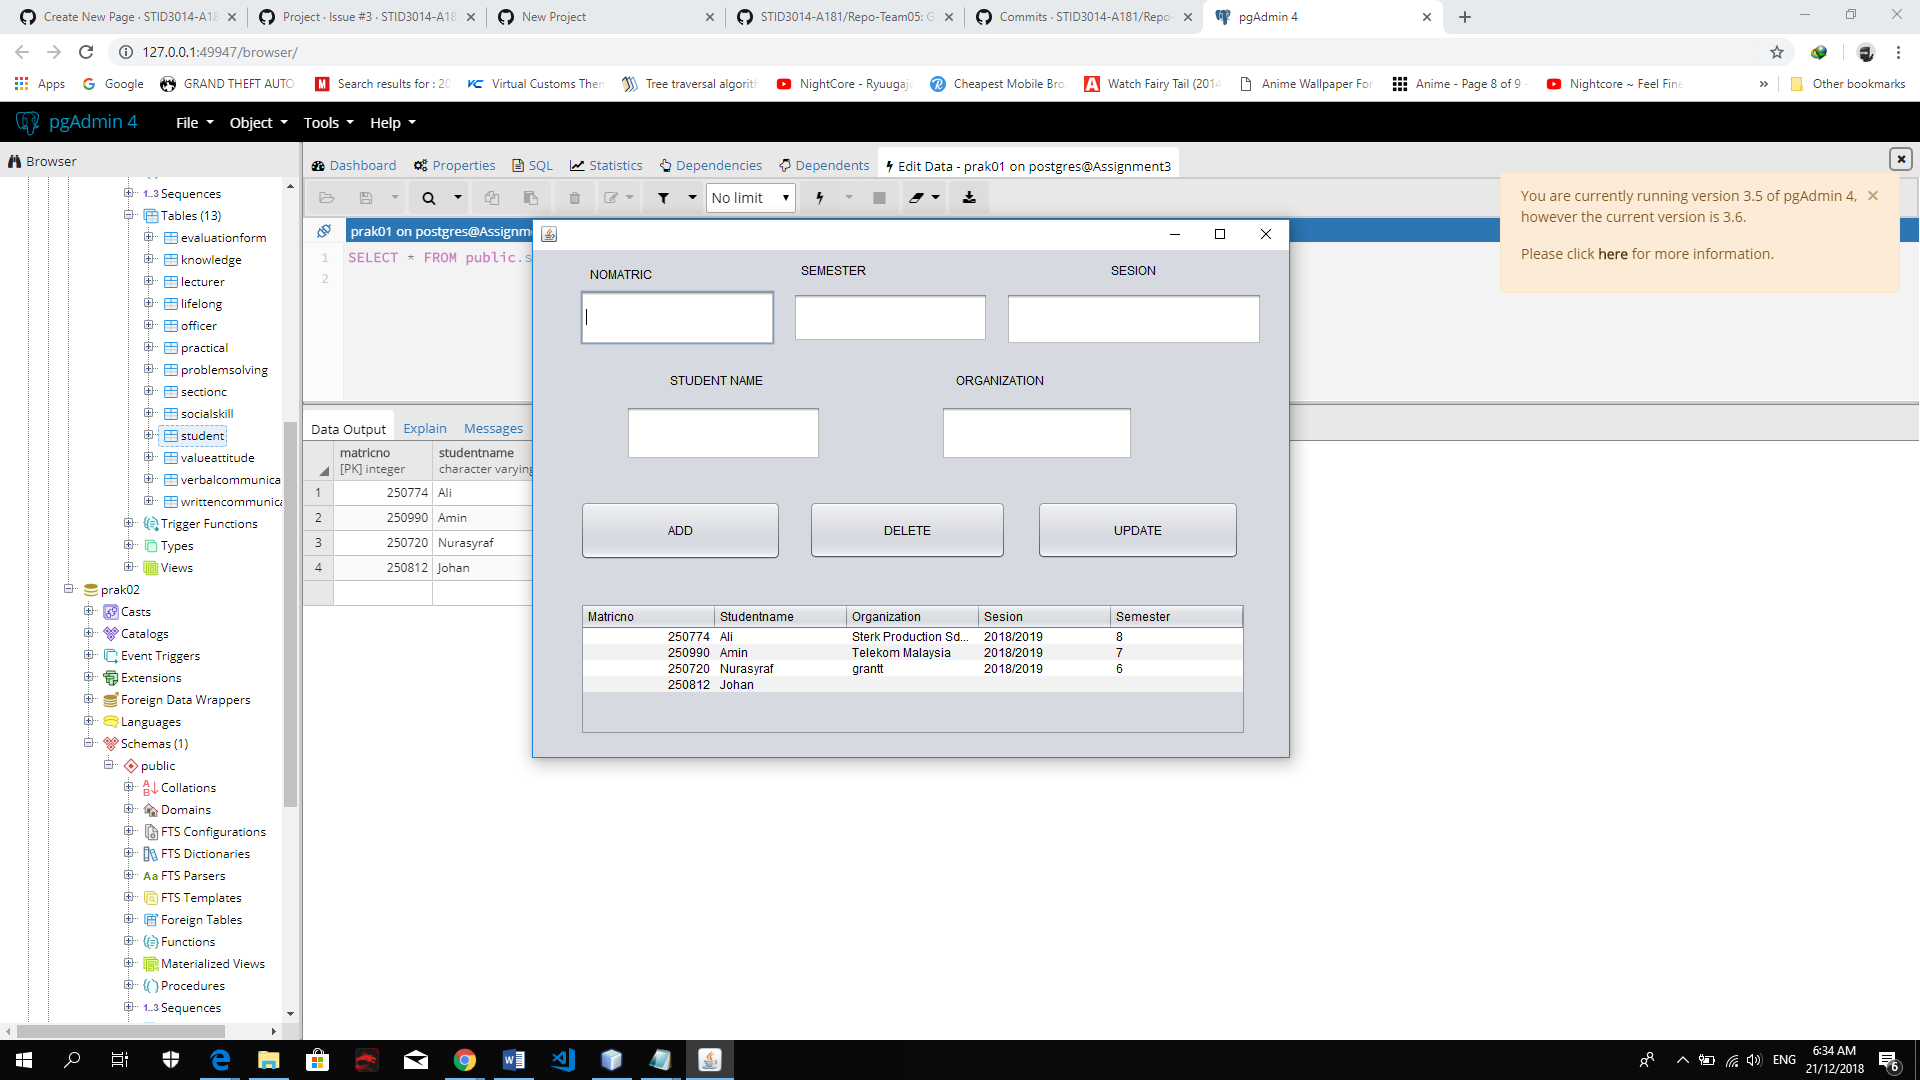 Create New Page · STID3014-A18
Project · Issue #3 · STID3014-A18
New Project
STID3014-A181/Repo-Team05: G
Commits · STID3014-A181/Repo-
pgAdmin 4
127.0.0.1:49947/browser/
Apps
Google
GRAND THEFT AUTO
Search results for : 20
Virtual Customs Them
Tree traversal algorith
NightCore - Ryuugajo
Cheapest Mobile Bro
Watch Fairy Tail (2014
Anime Wallpaper For
Anime - Page 8 of 9 -
Nightcore ~ Feel Fine
»
Other bookmarks
pgAdmin 4
File
Object
Tools
Help
Browser
Dashboard
Properties
SQL
Statistics
Dependencies
Dependents
Edit Data - prak01 on postgres@Assignment3
No limit
You are currently running version 3.5 of pgAdmin 4,
however the current version is 3.6.
Please click here for more information.
prak01 on postgres@Assignme
1 SELECT * FROM public.s
2
1..3 Sequences
Tables (13)
evaluationform
knowledge
lecturer
lifelong
officer
practical
problemsolving
sectionc
socialskill
student
valueattitude
verbalcommunica
writtencommunica
Trigger Functions
Types
Views
prak02
Casts
Catalogs
Event Triggers
Extensions
Foreign Data Wrappers
Languages
Schemas (1)
public
Collations
Domains
FTS Configurations
FTS Dictionaries
Aa FTS Parsers
FTS Templates
Foreign Tables
Functions
Materialized Views
Procedures
1..3 Sequences
Data Output
Explain
Messages
matricno
[PK] integer
studentname
character varying
1 250774 Ali
2 250990 Amin
3 250720 Nurasyraf
4 250812 Johan
NOMATRIC
SEMESTER
SESION
STUDENT NAME
ORGANIZATION
ADD
DELETE
UPDATE
Matricno Studentname Organization Sesion Semester
250774 Ali Sterk Production Sd... 2018/2019 8
250990 Amin Telekom Malaysia 2018/2019 7
250720 Nurasyraf grantt 2018/2019 6
250812 Johan
ENG
6:34 AM
21/12/2018
6